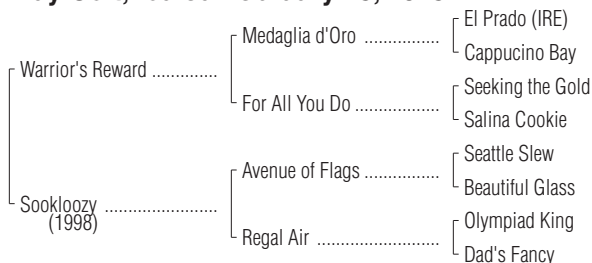 El Prado (IRE)
Medaglia d'Oro ..............
Cappucino Bay
Warrior's Reward .............
Seeking the Gold
For All You Do ..................
Salina Cookie
Seattle Slew
Avenue of Flags ..............
Beautiful Glass
Sookloozy ......................
(1998)
Olympiad King
Regal Air .........................
Dad's Fancy